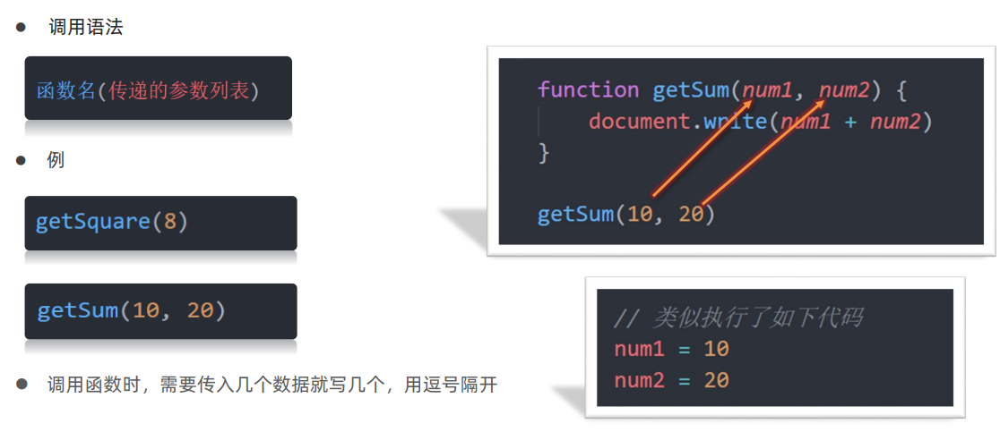 调用语法
函数名(传递的参数列表)
例
getSquare(8)
getSum(10, 20)
调用函数时，需要传入几个数据就写几个，用逗号隔开
function getSum(num1, num2) {
document.write(num1 + num2)
}
getSum(10, 20)
// 类似执行了如下代码
num1 = 10
num2 = 20